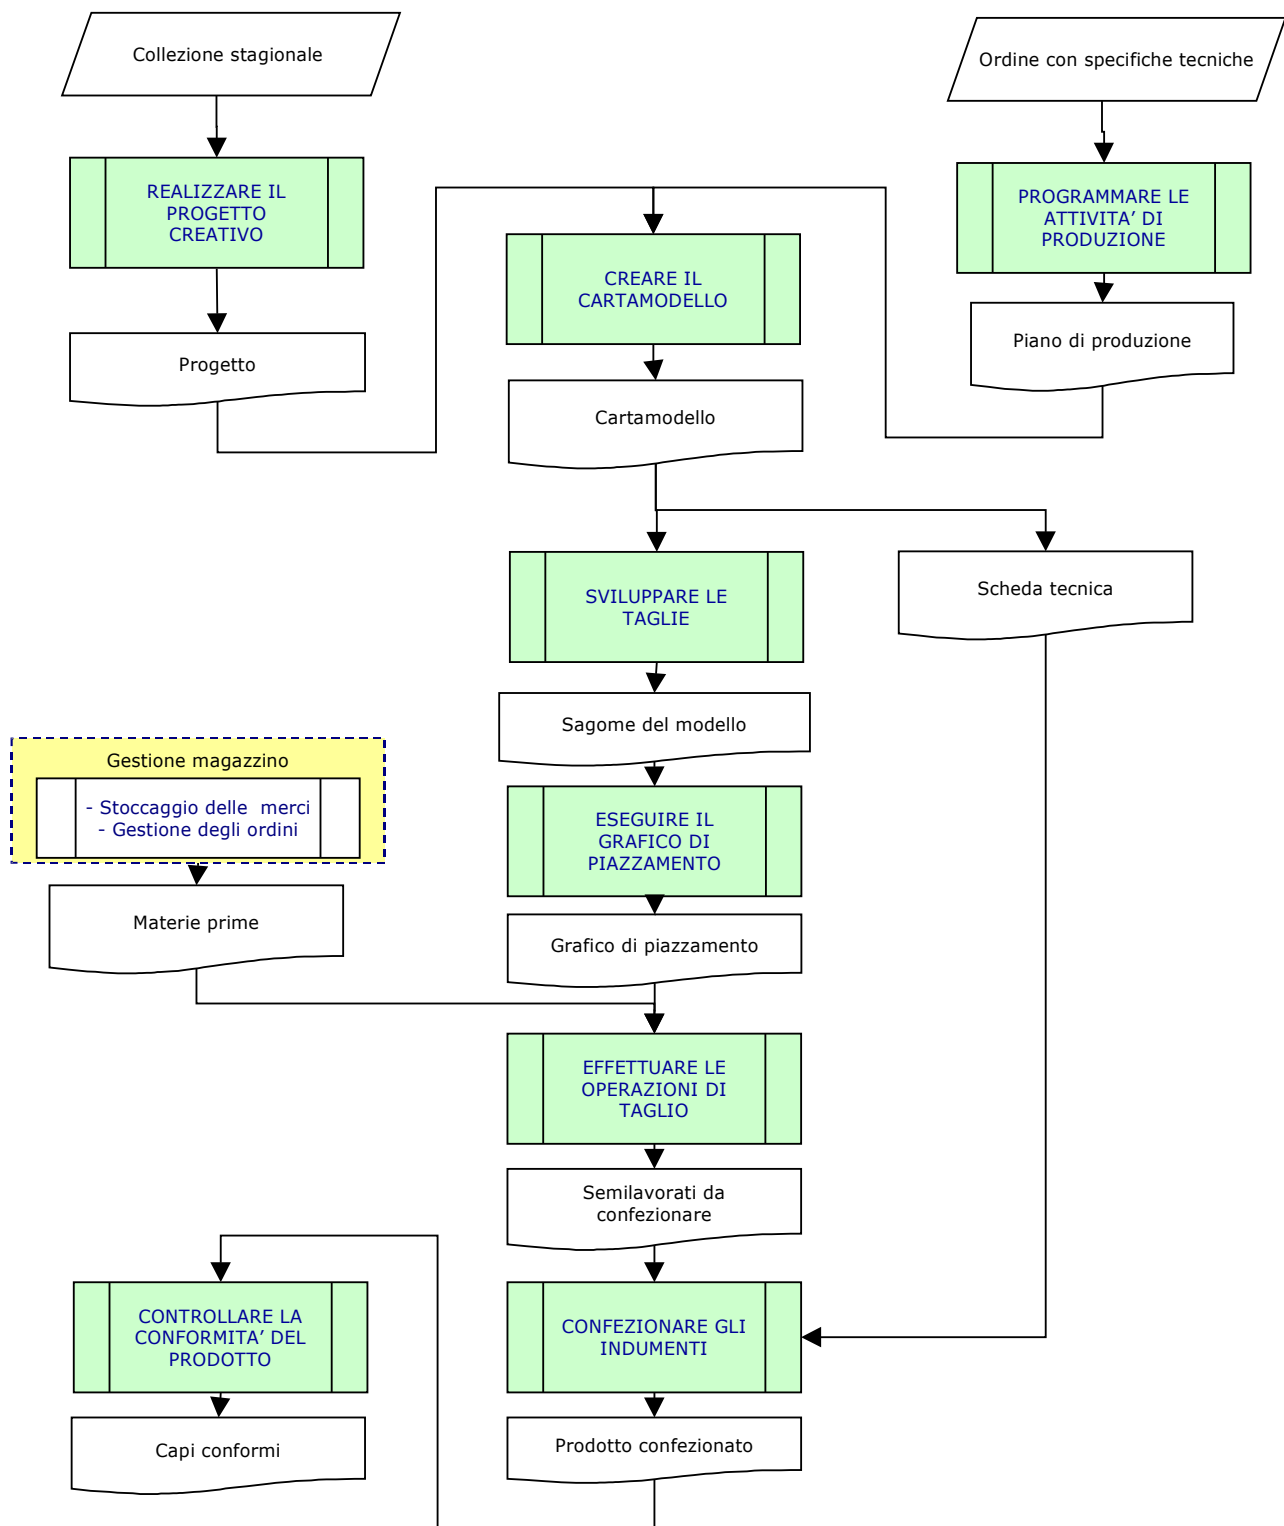 Collezione stagionale
Ordine con specifiche tecniche
REALIZZARE IL
PROGETTO
CREATIVO
PROGRAMMARE LE
ATTIVITA’ DI
PRODUZIONE
CREARE IL
CARTAMODELLO
Progetto
Piano di produzione
Cartamodello
SVILUPPARE LE
TAGLIE
Scheda tecnica
Sagome del modello
Gestione magazzino
- Stoccaggio delle  merci
- Gestione degli ordini
ESEGUIRE IL
GRAFICO DI
PIAZZAMENTO
Materie prime
Grafico di piazzamento
EFFETTUARE LE
OPERAZIONI DI
TAGLIO
Semilavorati da
confezionare
CONTROLLARE LA
CONFORMITA’ DEL
PRODOTTO
CONFEZIONARE GLI
INDUMENTI
Capi conformi
Prodotto confezionato